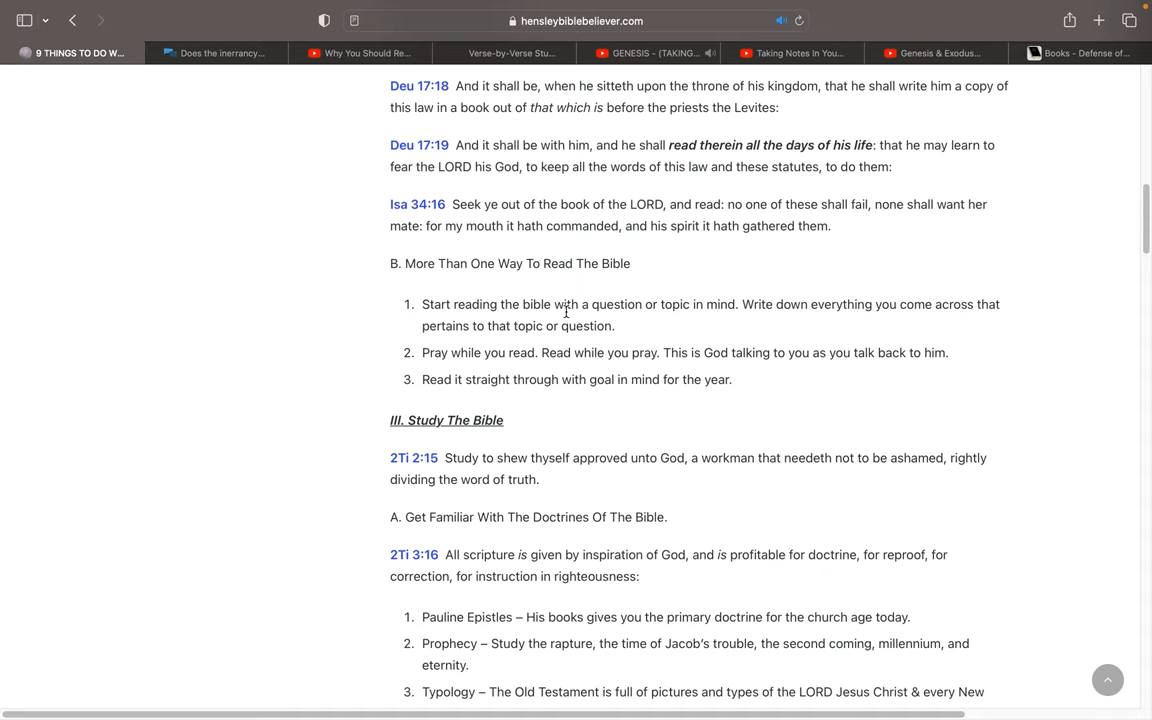 hensleybiblebeliever.com
9 THINGS TO DO W...
Does the inerrancy...
Why You Should Re...
Verse-by-Verse Stu...
GENESIS - (TAKING...
Taking Notes In You...
Genesis & Exodus...
Books - Defense of...
Deu 17:18 And it shall be, when he sitteth upon the throne of his kingdom, that he shall write him a copy of
this law in a book out of that which is before the priests the Levites:
Deu 17:19 And it shall be with him, and he shall read therein all the days of his life: that he may learn to
fear the LORD his God, to keep all the words of this law and these statutes, to do them:
Isa 34:16 Seek ye out of the book of the LORD, and read: no one of these shall fail, none shall want her
mate: for my mouth it hath commanded, and his spirit it hath gathered them.
B. More Than One Way To Read The Bible
1. Start reading the bible with a question or topic in mind. Write down everything you come across that
pertains to that topic or question.
2. Pray while you read. Read while you pray. This is God talking to you as you talk back to him.
3. Read it straight through with goal in mind for the year.
III. Study The Bible
2Ti 2:15 Study to shew thyself approved unto God, a workman that needeth not to be ashamed, rightly
dividing the word of truth.
A. Get Familiar With The Doctrines Of The Bible.
2Ti 3:16 All scripture is given by inspiration of God, and is profitable for doctrine, for reproof, for
correction, for instruction in righteousness:
1. Pauline Epistles – His books gives you the primary doctrine for the church age today.
2. Prophecy – Study the rapture, the time of Jacob’s trouble, the second coming, millennium, and
eternity.
3. Typology – The Old Testament is full of pictures and types of the LORD Jesus Christ & every New